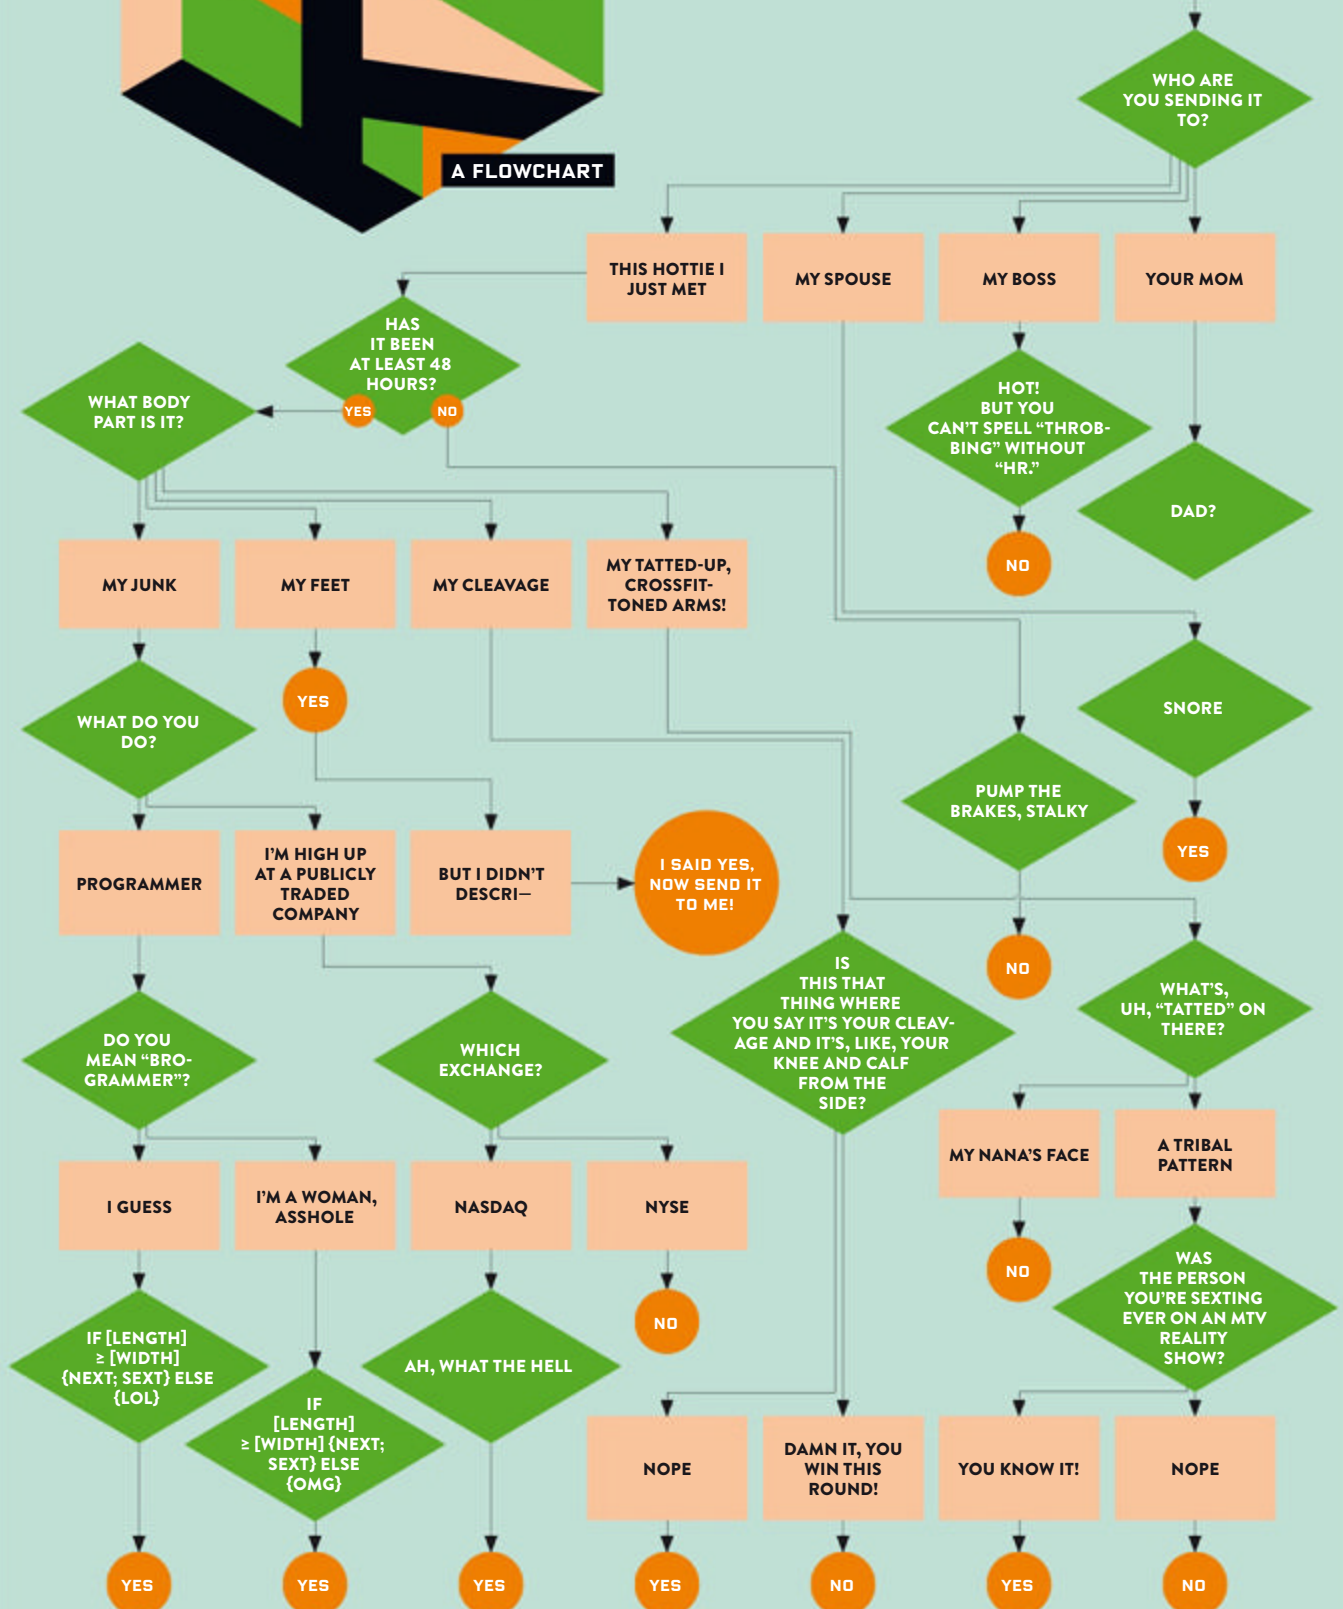 WHO ARE
YOU SENDING IT
TO?
A FLOWCHART
THIS HOTTIE I
JUST MET
MY SPOUSE
MY BOSS
YOUR MOM
HAS
IT BEEN
AT LEAST 48
HOURS?
YES
NO
WHAT BODY
PART IS IT?
HOT!
BUT YOU
CAN'T SPELL “THROB-
BING” WITHOUT
“HR.”
DAD?
NO
MY JUNK
MY FEET
MY CLEAVAGE
MY TATTED-UP,
CROSSFIT-
TONED ARMS!
WHAT DO YOU
DO?
YES
SNORE
PUMP THE
BRAKES, STALKY
YES
PROGRAMMER
I'M HIGH UP
AT A PUBLICLY
TRADED
COMPANY
BUT I DIDN'T
DESCRI—
I SAID YES,
NOW SEND IT
TO ME!
NO
IS
THIS THAT
THING WHERE
YOU SAY IT'S YOUR CLEAV-
AGE AND IT'S, LIKE, YOUR
KNEE AND CALF
FROM THE
SIDE?
WHAT'S,
UH, “TATTED” ON
THERE?
DO YOU
MEAN “BRO-
GRAMMER”?
WHICH
EXCHANGE?
MY NANA'S FACE
A TRIBAL
PATTERN
I GUESS
I'M A WOMAN,
ASSHOLE
NASDAQ
NYSE
NO
WAS
THE PERSON
YOU'RE SEXTING
EVER ON AN MTV
REALITY
SHOW?
NO
IF [LENGTH]
≥ [WIDTH]
{NEXT; SEXT} ELSE
{LOL}
IF
[LENGTH]
≥ [WIDTH] {NEXT;
SEXT} ELSE
{OMG}
AH, WHAT THE HELL
NOPE
DAMN IT, YOU
WIN THIS
ROUND!
YOU KNOW IT!
NOPE
YES
YES
YES
YES
NO
YES
NO